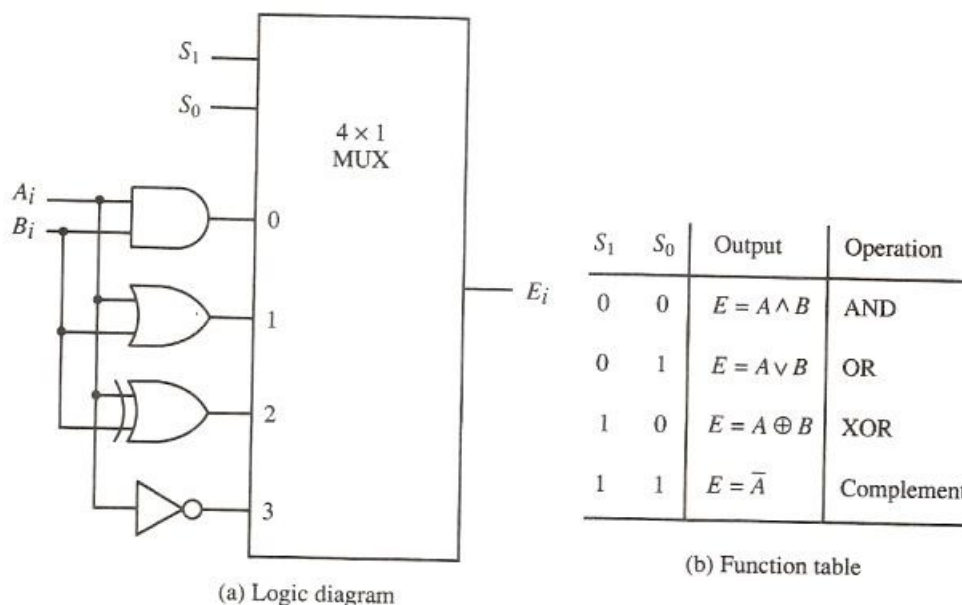 S₁
S₀
4 × 1
MUX
Aᵢ
Bᵢ
0
1
2
3
Eᵢ
(a) Logic diagram
S₁ S₀ Output Operation
0 0 E = A ∧ B AND
0 1 E = A ∨ B OR
1 0 E = A ⊕ B XOR
1 1 E = A̅ Complement
(b) Function table